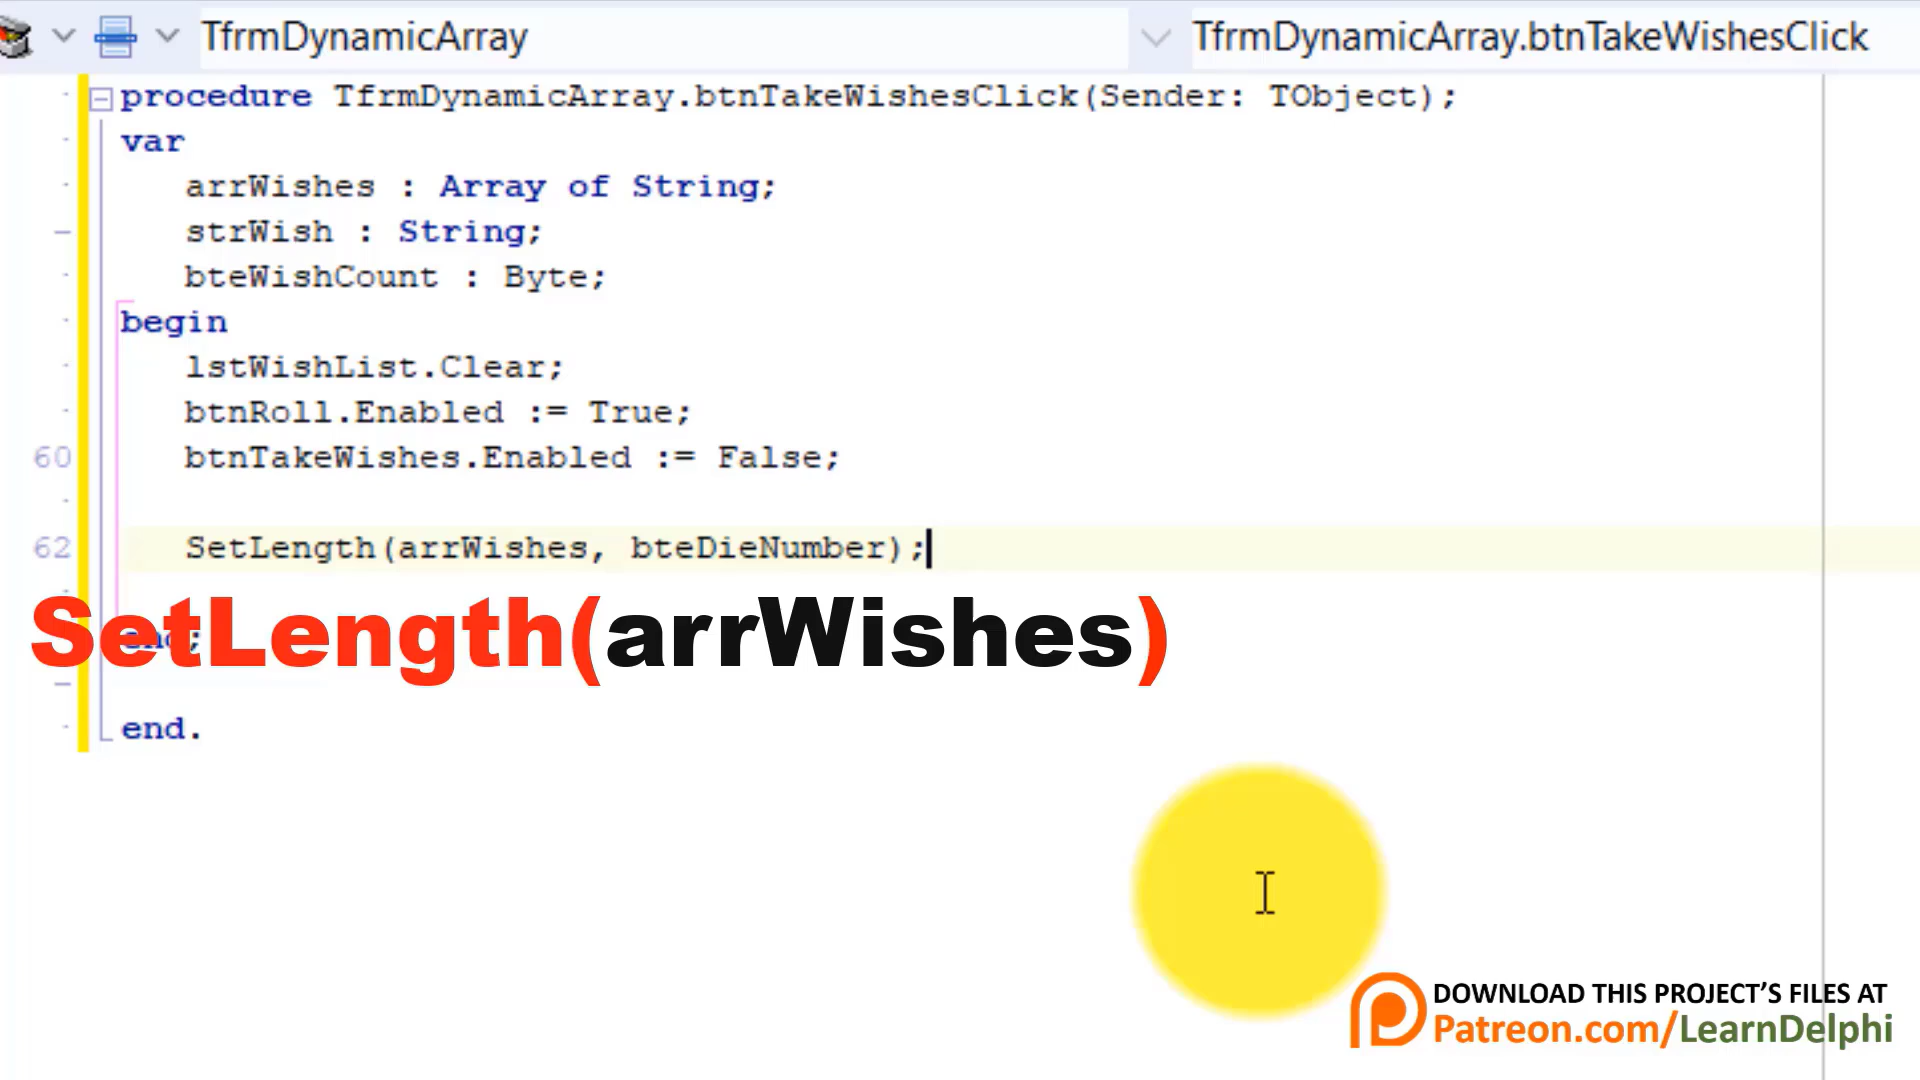 TfrmDynamicArray
TfrmDynamicArray.btnTakeWishesClick
procedure TfrmDynamicArray.btnTakeWishesClick(Sender: TObject);
var
arrWishes : Array of String;
strWish : String;
bteWishCount : Byte;
begin
lstWishList.Clear;
btnRoll.Enabled := True;
60 btnTakeWishes.Enabled := False;
62 SetLength(arrWishes, bteDieNumber);
SetLength(arrWishes)
end;
end.
DOWNLOAD THIS PROJECT'S FILES AT
Patreon.com/LearnDelphi